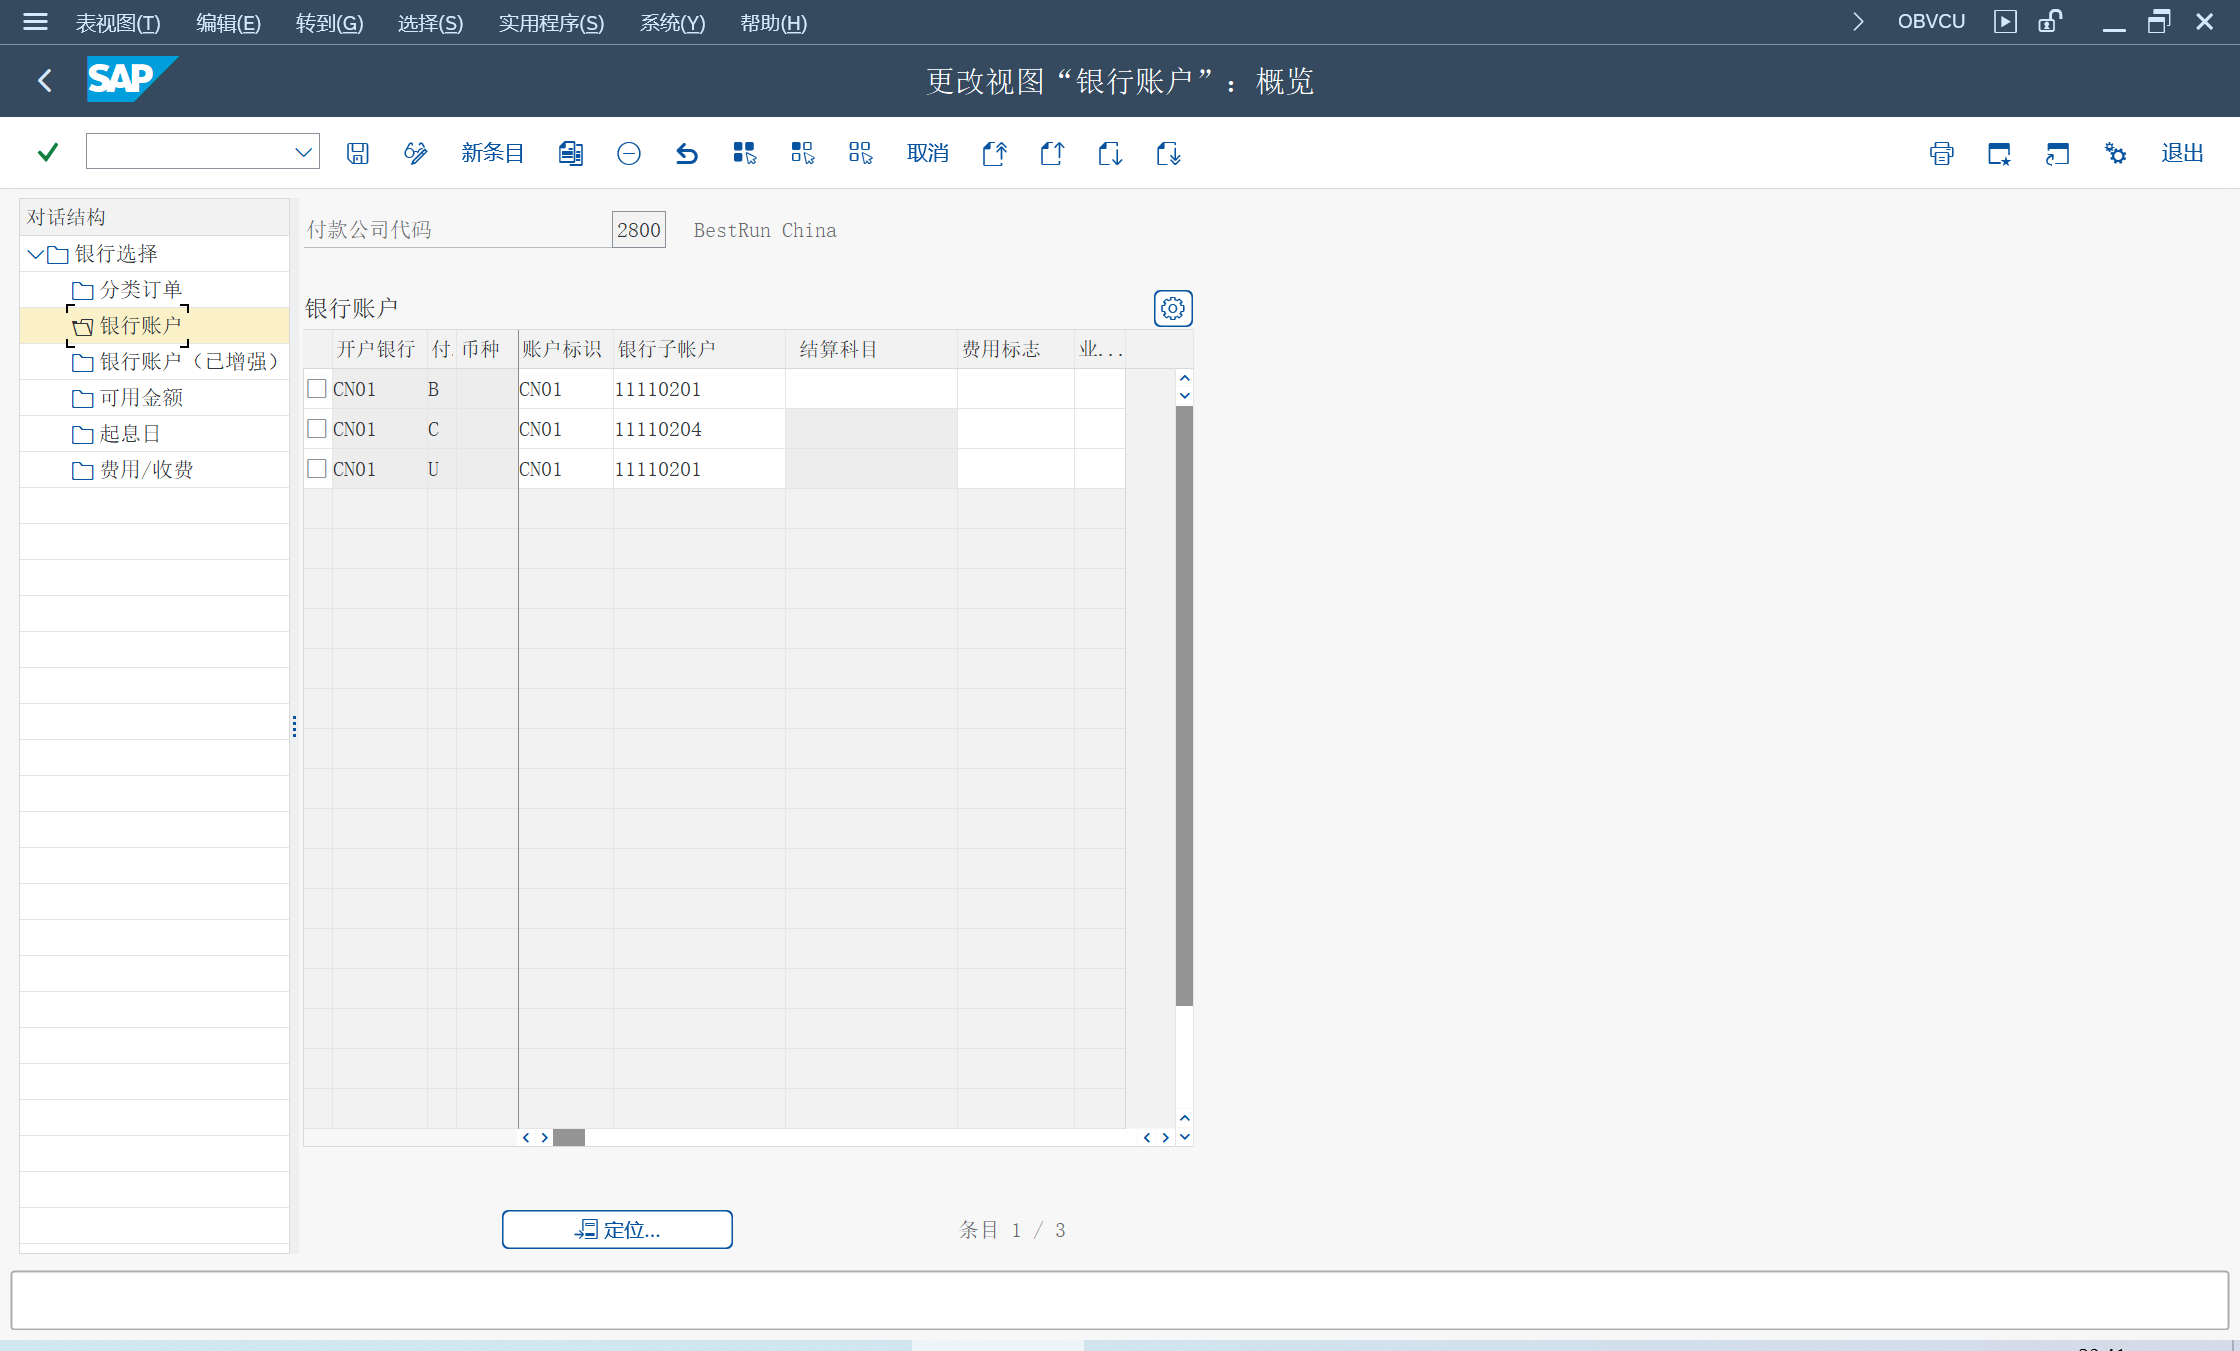 表视图(T) 编辑(E) 转到(G) 选择(S) 实用程序(S) 系统(Y) 帮助(H) OBVCU
SAP 更改视图“银行账户”：概览
新条目 取消 退出
对话结构
银行选择
分类订单
银行账户
银行账户（已增强）
可用金额
起息日
费用/收费
付款公司代码 2800 BestRun China
银行账户
开户银行 付. 币种 账户标识 银行子帐户 结算科目 费用标志 业...
CN01 B CN01 11110201
CN01 C CN01 11110204
CN01 U CN01 11110201
定位... 条目 1 / 3